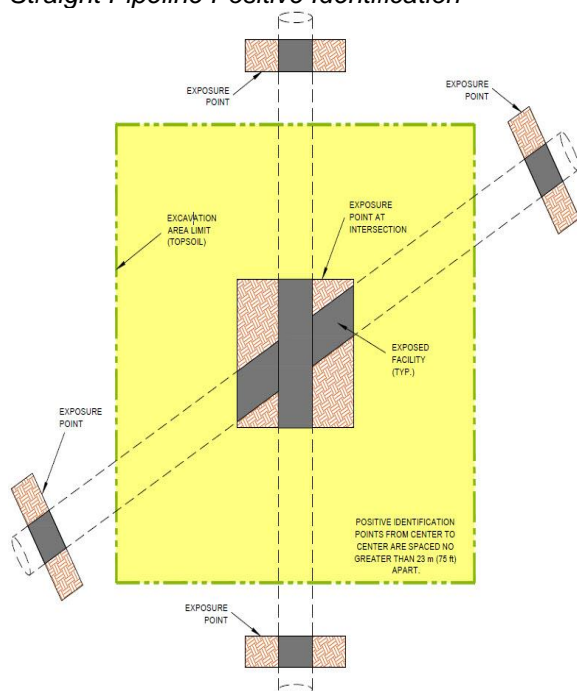 Straight Pipeline Positive Identification
EXPOSURE
POINT
EXPOSURE
POINT
EXCAVATION
AREA LIMIT
(TOPSOIL)
EXPOSURE
POINT AT
INTERSECTION
EXPOSED
FACILITY
(TYP.)
EXPOSURE
POINT
POSITIVE IDENTIFICATION
POINTS FROM CENTER TO
CENTER ARE SPACED NO
GREATER THAN 23 m (75 ft)
APART.
EXPOSURE
POINT